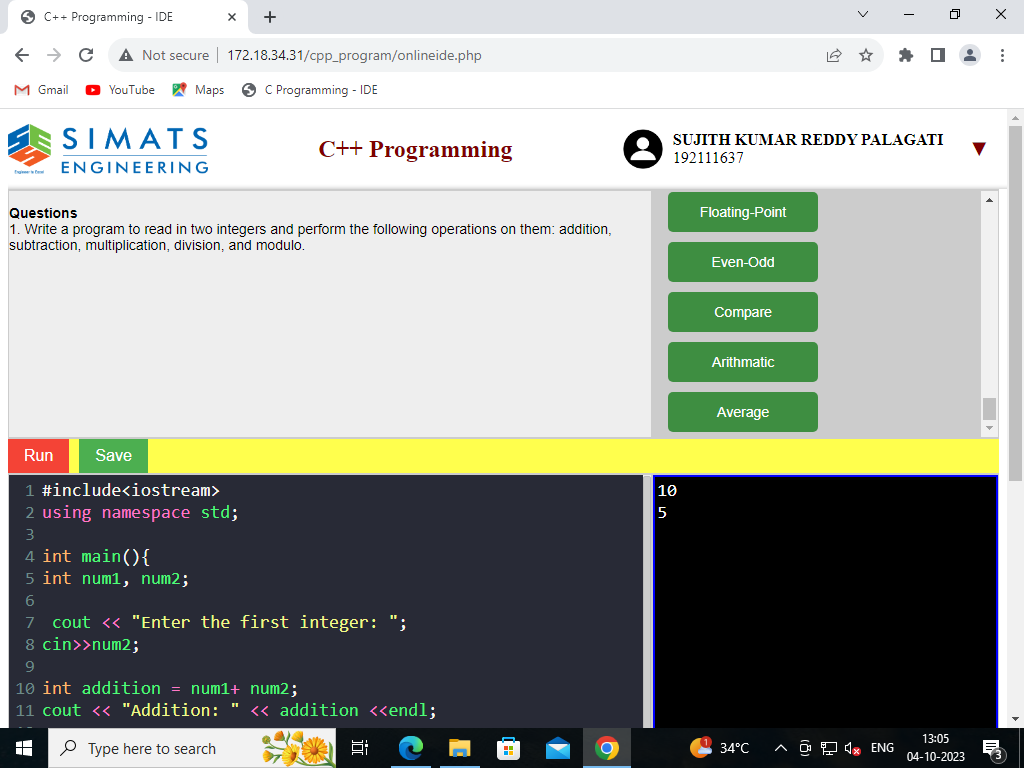 C++ Programming - IDE
Not secure
172.18.34.31/cpp_program/onlineide.php
Gmail
YouTube
Maps
C Programming - IDE
SIMATS
ENGINEERING
Engineer to Excel
C++ Programming
SUJITH KUMAR REDDY PALAGATI
192111637
Questions
1. Write a program to read in two integers and perform the following operations on them: addition,
subtraction, multiplication, division, and modulo.
Floating-Point
Even-Odd
Compare
Arithmatic
Average
Run
Save
1 #include<iostream>
2 using namespace std;
3
4 int main(){
5 int num1, num2;
6
7 cout << "Enter the first integer: ";
8 cin>>num2;
9
10 int addition = num1+ num2;
11 cout << "Addition: " << addition <<endl;
10
5
Type here to search
1
34°C
ENG
13:05
04-10-2023
3